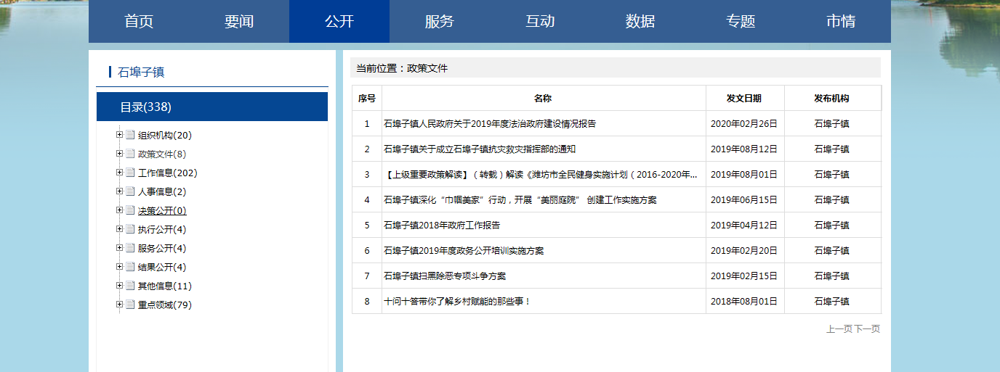 首页 要闻 公开 服务 互动 数据 专题 市情
石埠子镇
目录(338)
组织机构(20)
政策文件(8)
工作信息(202)
人事信息(2)
决策公开(0)
执行公开(4)
服务公开(4)
结果公开(4)
其他信息(11)
重点领域(79)
当前位置：政策文件
序号 名称 发文日期 发布机构
1 石埠子镇人民政府关于2019年度法治政府建设情况报告 2020年02月26日 石埠子镇
2 石埠子镇关于成立石埠子镇抗灾救灾指挥部的通知 2019年08月12日 石埠子镇
3 【上级重要政策解读】（转载）解读《潍坊市全民健身实施计划（2016-2020年... 2019年08月01日 石埠子镇
4 石埠子镇深化“巾帼美家”行动，开展“美丽庭院” 创建工作实施方案 2019年06月15日 石埠子镇
5 石埠子镇2018年政府工作报告 2019年04月12日 石埠子镇
6 石埠子镇2019年度政务公开培训实施方案 2019年02月20日 石埠子镇
7 石埠子镇扫黑除恶专项斗争方案 2019年02月15日 石埠子镇
8 十问十答带你了解乡村赋能的那些事！ 2018年08月01日 石埠子镇
上一页 下一页